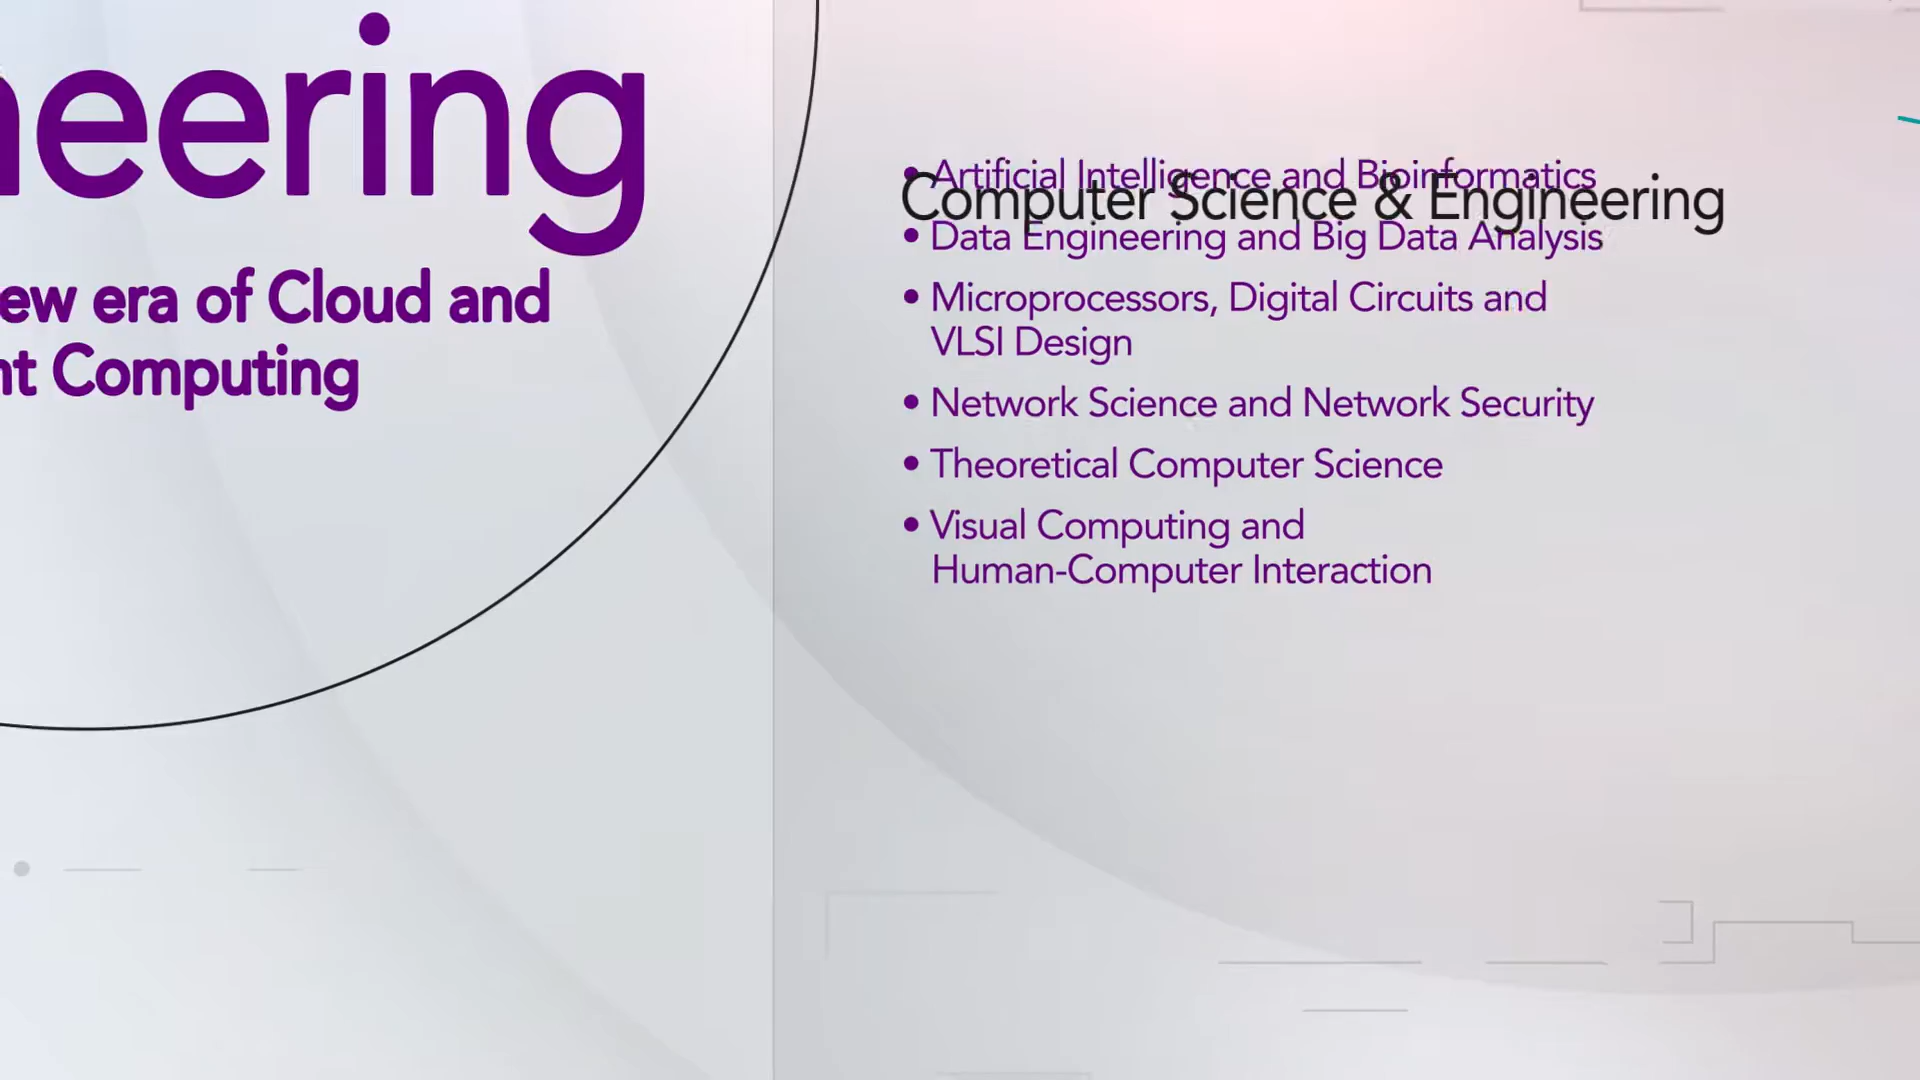 neering
ew era of Cloud and
nt Computing
Computer Science & Engineering
• Artificial Intelligence and Bioinformatics
• Data Engineering and Big Data Analysis
• Microprocessors, Digital Circuits and
VLSI Design
• Network Science and Network Security
• Theoretical Computer Science
• Visual Computing and
Human-Computer Interaction